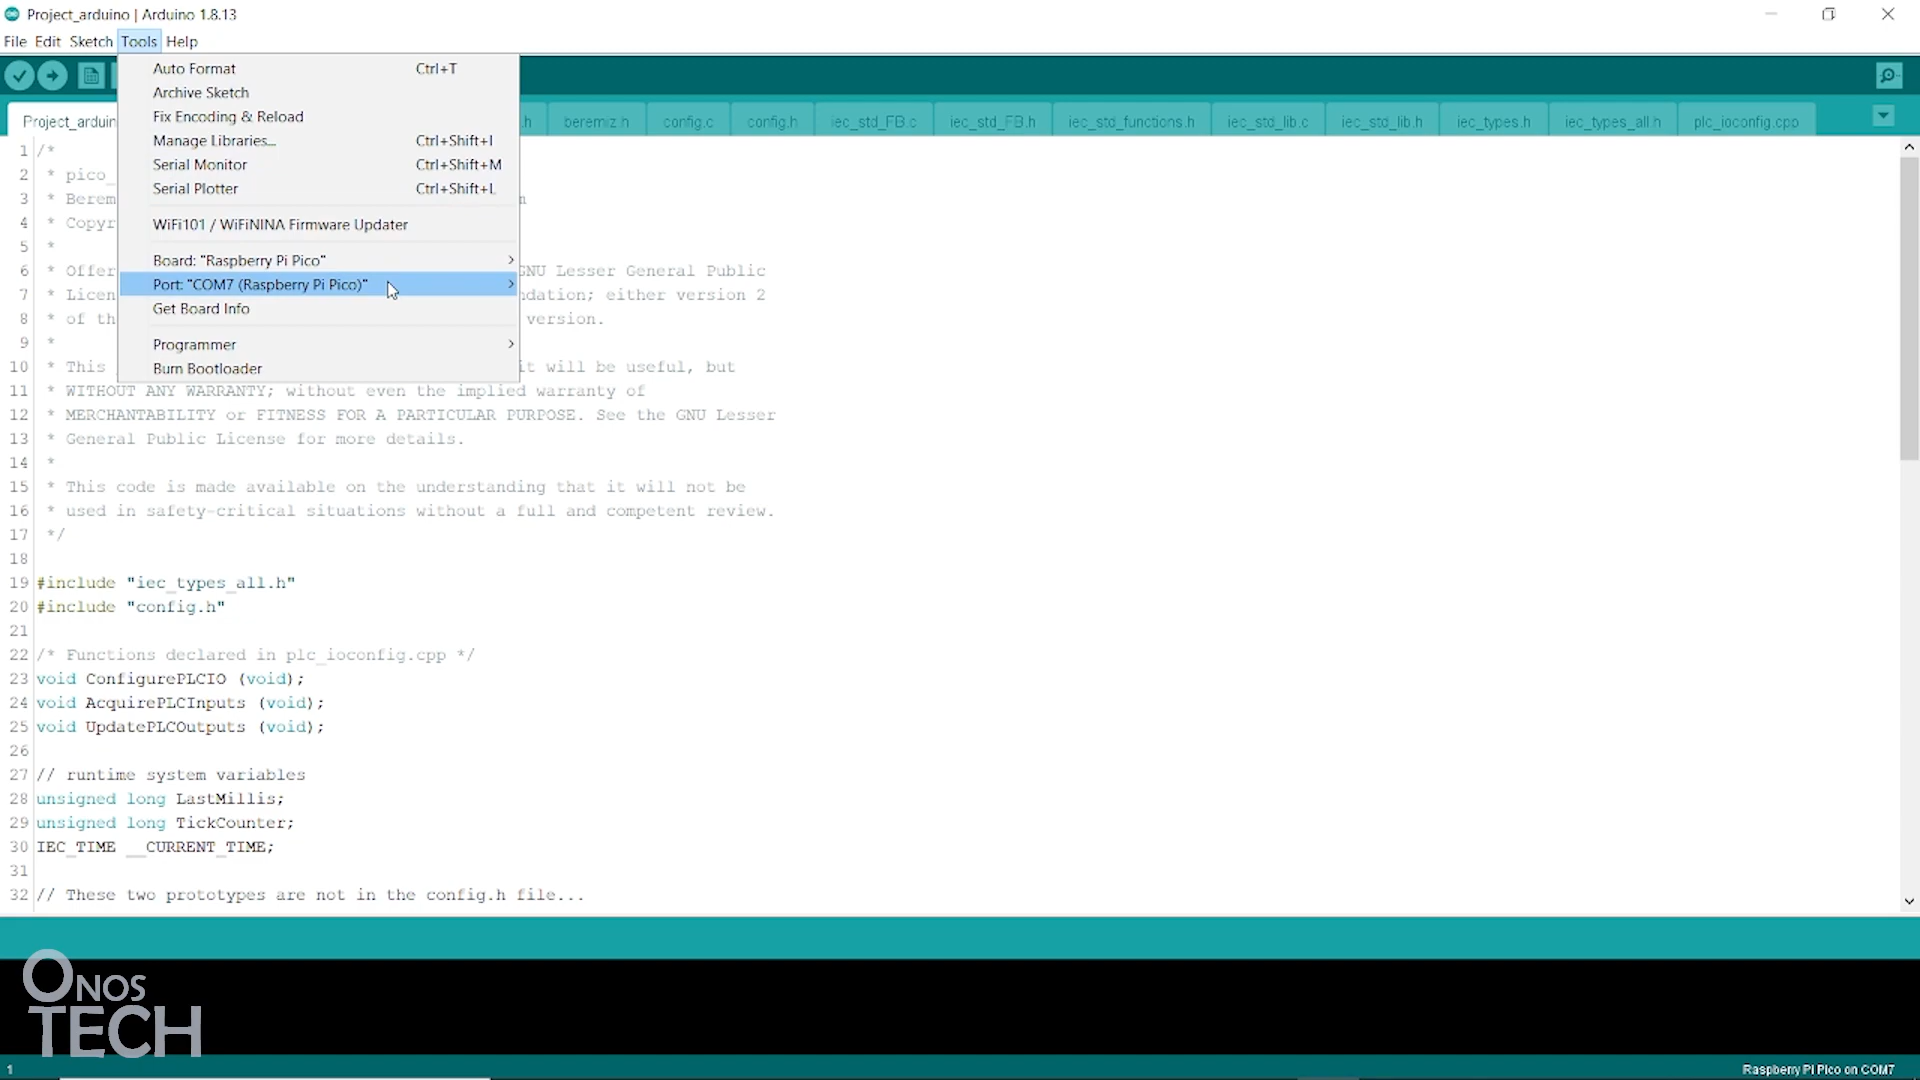 Project_arduino | Arduino 1.8.13
File Edit Sketch Tools Help
Auto Format Ctrl+T
Archive Sketch
Fix Encoding & Reload
Manage Libraries... Ctrl+Shift+I
Serial Monitor Ctrl+Shift+M
Serial Plotter Ctrl+Shift+L
WiFi101 / WiFiNINA Firmware Updater
Board: "Raspberry Pi Pico"
Port: "COM7 (Raspberry Pi Pico)"
Get Board Info
Programmer
Burn Bootloader
Project_arduin .h beremiz.h config.c config.h iec_std_FB.c iec_std_FB.h iec_std_functions.h iec_std_lib.c iec_std_lib.h iec_types.h iec_types_all.h plc_ioconfig.cpp
1 /*
2 * pico_
3 * Berem n
4 * Copyr
5 *
6 * Offer GNU Lesser General Public
7 * Licen ndation; either version 2
8 * of th version.
9 *
10 * This it will be useful, but
11 * WITHOUT ANY WARRANTY; without even the implied warranty of
12 * MERCHANTABILITY or FITNESS FOR A PARTICULAR PURPOSE. See the GNU Lesser
13 * General Public License for more details.
14 *
15 * This code is made available on the understanding that it will not be
16 * used in safety-critical situations without a full and competent review.
17 */
18
19 #include "iec_types_all.h"
20 #include "config.h"
21
22 /* Functions declared in plc_ioconfig.cpp */
23 void ConfigurePLCIO (void);
24 void AcquirePLCInputs (void);
25 void UpdatePLCOutputs (void);
26
27 // runtime system variables
28 unsigned long LastMillis;
29 unsigned long TickCounter;
30 IEC_TIME __CURRENT_TIME;
31
32 // These two prototypes are not in the config.h file...
ONOS
TECH
1 Raspberry Pi Pico on COM7